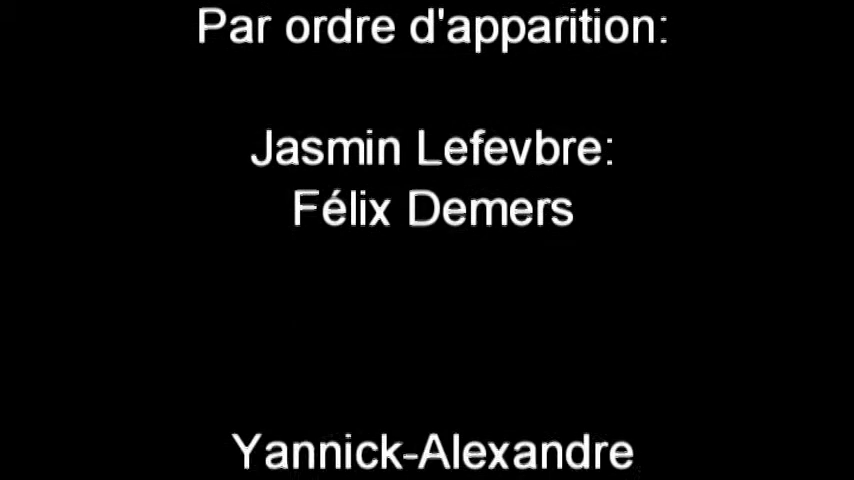 Par ordre d'apparition:
Jasmin Lefevbre:
Félix Demers
Yannick-Alexandre